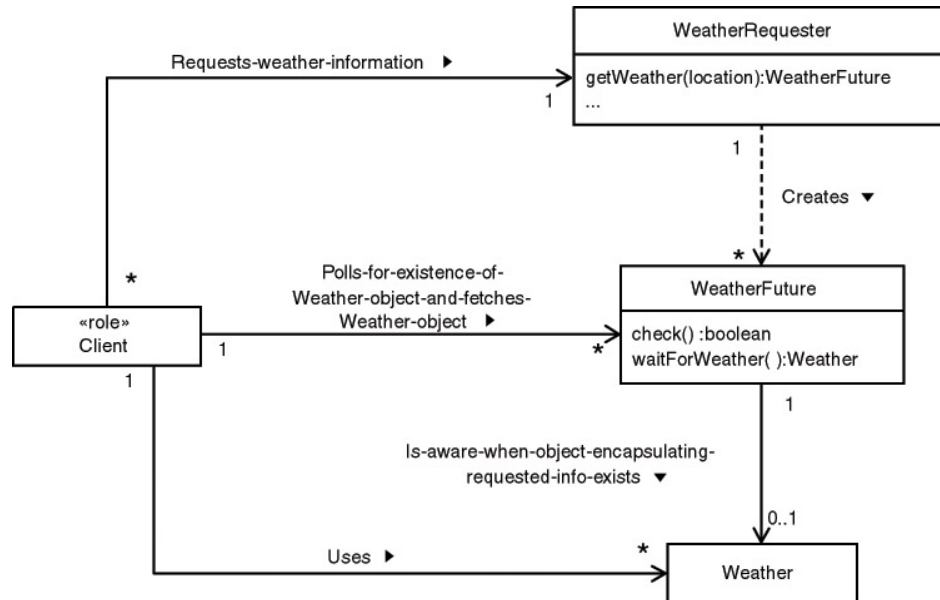 WeatherRequester
Requests-weather-information ▶
getWeather(location):WeatherFuture
...
1
1
Creates ▼
*
*
Polls-for-existence-of-
Weather-object-and-fetches-
Weather-object ▶
WeatherFuture
«role»
Client
check() :boolean
waitForWeather( ):Weather
1
*
1
1
Is-aware-when-object-encapsulating-
requested-info-exists ▼
0..1
Uses ▶
*
Weather